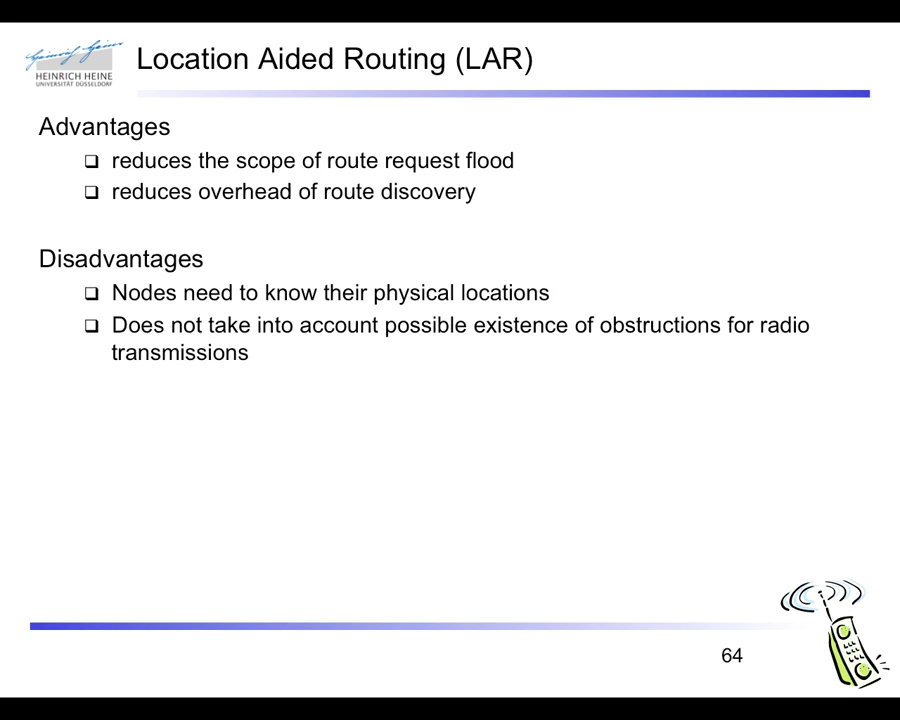 Heinrich Heine
HEINRICH HEINE
UNIVERSITÄT DÜSSELDORF
Location Aided Routing (LAR)
Advantages
reduces the scope of route request flood
reduces overhead of route discovery
Disadvantages
Nodes need to know their physical locations
Does not take into account possible existence of obstructions for radio
transmissions
64